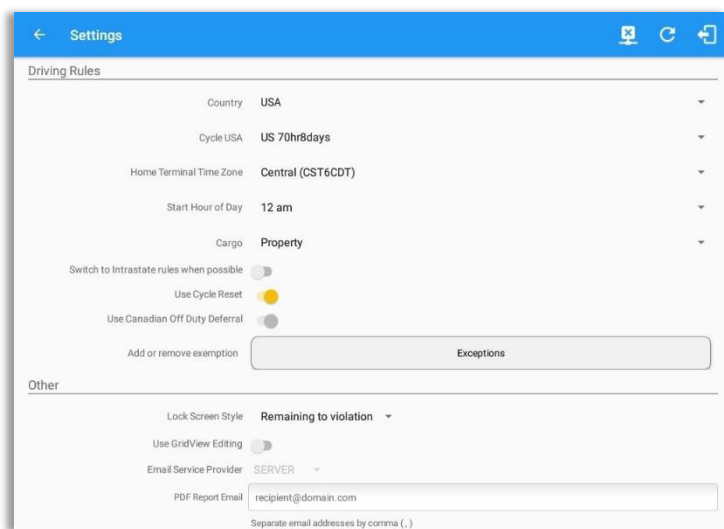 Settings
Driving Rules
Country USA
Cycle USA US 70hr8days
Home Terminal Time Zone Central (CST6CDT)
Start Hour of Day 12 am
Cargo Property
Switch to Intrastate rules when possible
Use Cycle Reset
Use Canadian Off Duty Deferral
Add or remove exemption Exceptions
Other
Lock Screen Style Remaining to violation
Use GridView Editing
Email Service Provider SERVER
PDF Report Email recipient@domain.com
Separate email addresses by comma ( , )